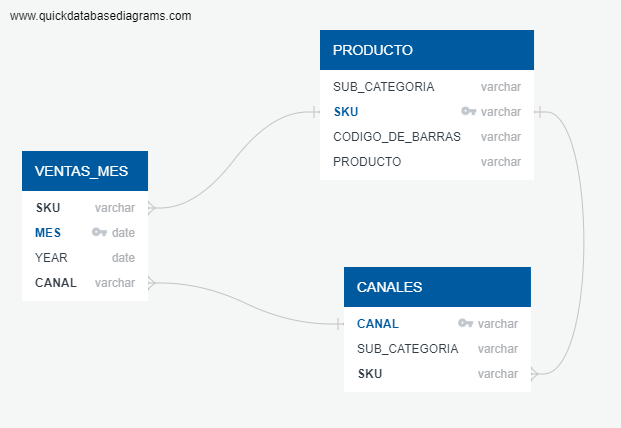 www.quickdatabasediagrams.com
PRODUCTO
SUB_CATEGORIA varchar
SKU varchar
CODIGO_DE_BARRAS varchar
PRODUCTO varchar
VENTAS_MES
SKU varchar
MES date
YEAR date
CANAL varchar
CANALES
CANAL varchar
SUB_CATEGORIA varchar
SKU varchar